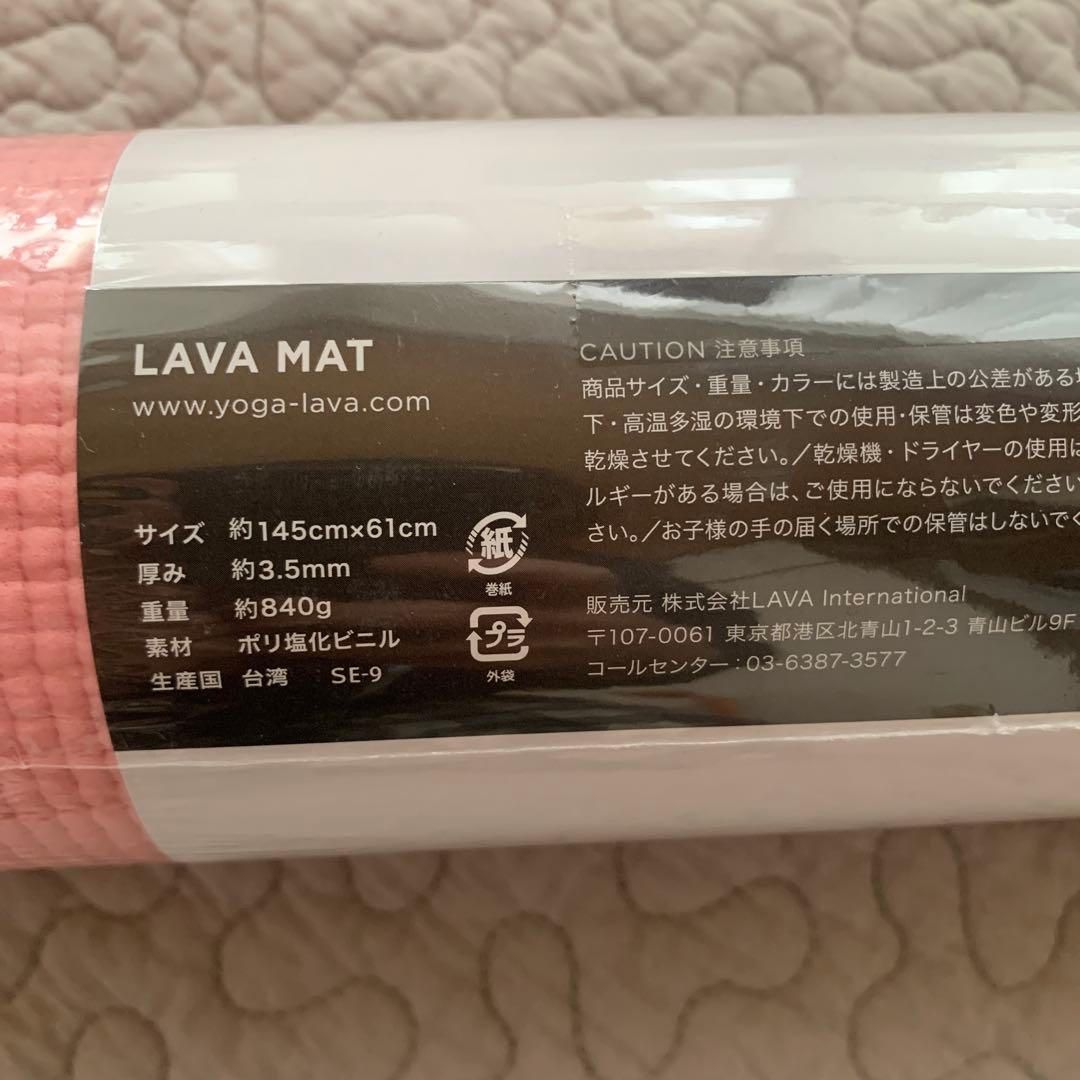 LAVA MAT
www.yoga-lava.com
サイズ 約145cm×61cm
厚み 約3.5mm
重量 約840g
素材 ポリ塩化ビニル
生産国 台湾 SE-9
紙
巻紙
プラ
外袋
CAUTION 注意事項
商品サイズ・重量・カラーには製造上の公差がある
下・高温多湿の環境下での使用・保管は変色や変形
乾燥させてください。／乾燥機・ドライヤーの使用は
ルギーがある場合は、ご使用にならないでください
さい。／お子様の手の届く場所での保管はしないでく
販売元 株式会社LAVA International
〒107-0061 東京都港区北青山1-2-3 青山ビル9F
コールセンター：03-6387-3577